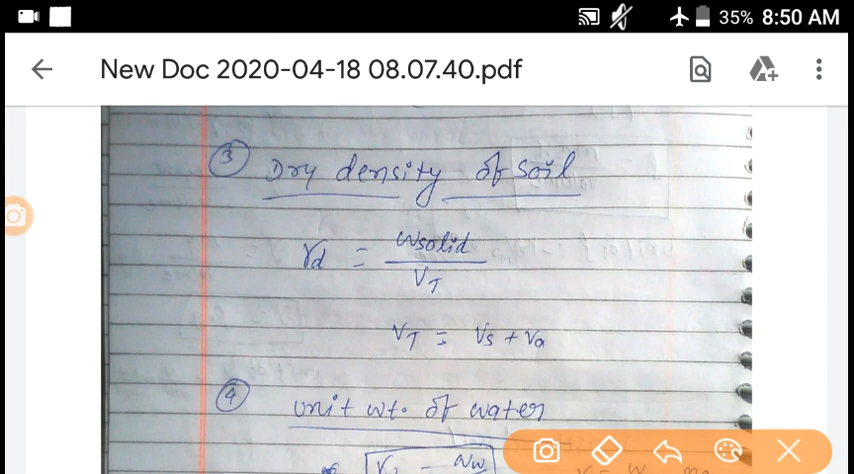 35% 8:50 AM
New Doc 2020-04-18 08.07.40.pdf
③ Dry density of soil
γd = Wsolid / VT
VT = Vs + Va
④ unit wt. of water